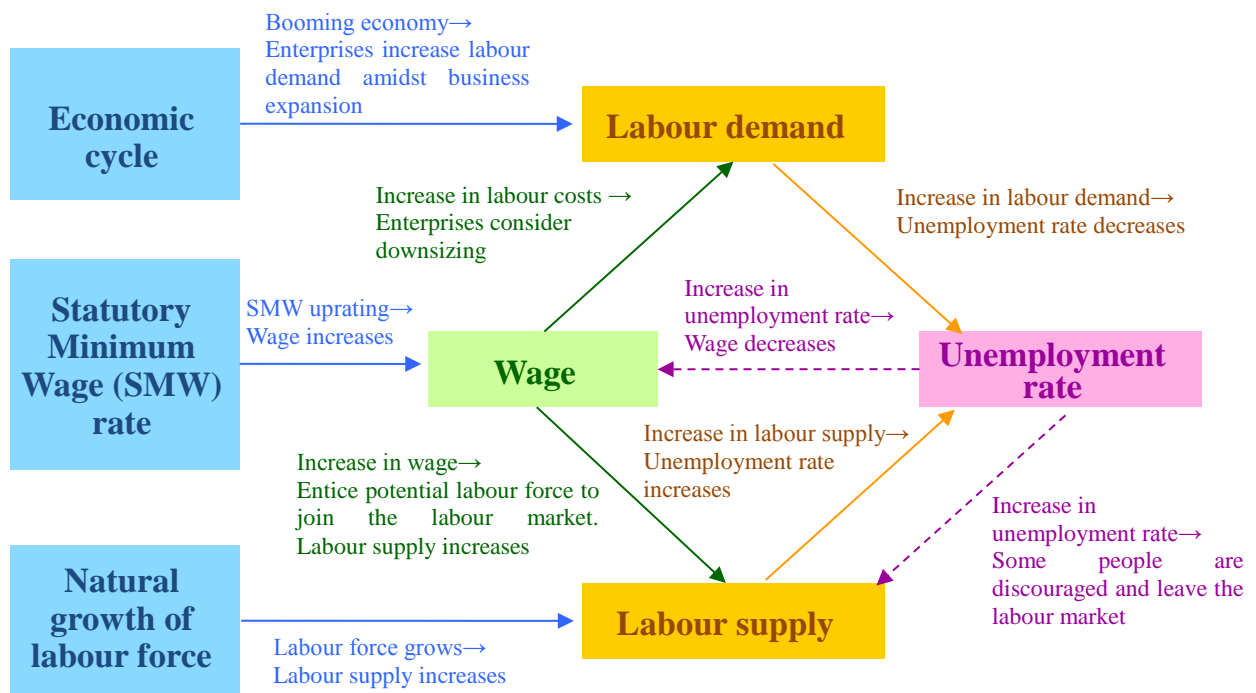 Booming economy→
Enterprises increase labour
demand amidst business
expansion
Economic
cycle
Labour demand
Increase in labour costs →
Enterprises consider
downsizing
Increase in labour demand→
Unemployment rate decreases
Statutory
Minimum
Wage (SMW)
rate
SMW uprating→
Wage increases
Increase in
unemployment rate→
Wage decreases
Wage
Unemployment
rate
Increase in labour supply→
Unemployment rate
increases
Increase in wage→
Entice potential labour force to
join the labour market.
Labour supply increases
Increase in
unemployment rate→
Some people are
discouraged and leave the
labour market
Natural
growth of
labour force
Labour supply
Labour force grows→
Labour supply increases